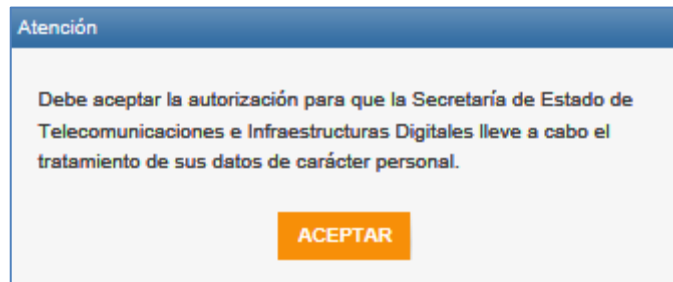 Atención
Debe aceptar la autorización para que la Secretaría de Estado de
Telecomunicaciones e Infraestructuras Digitales lleve a cabo el
tratamiento de sus datos de carácter personal.
ACEPTAR